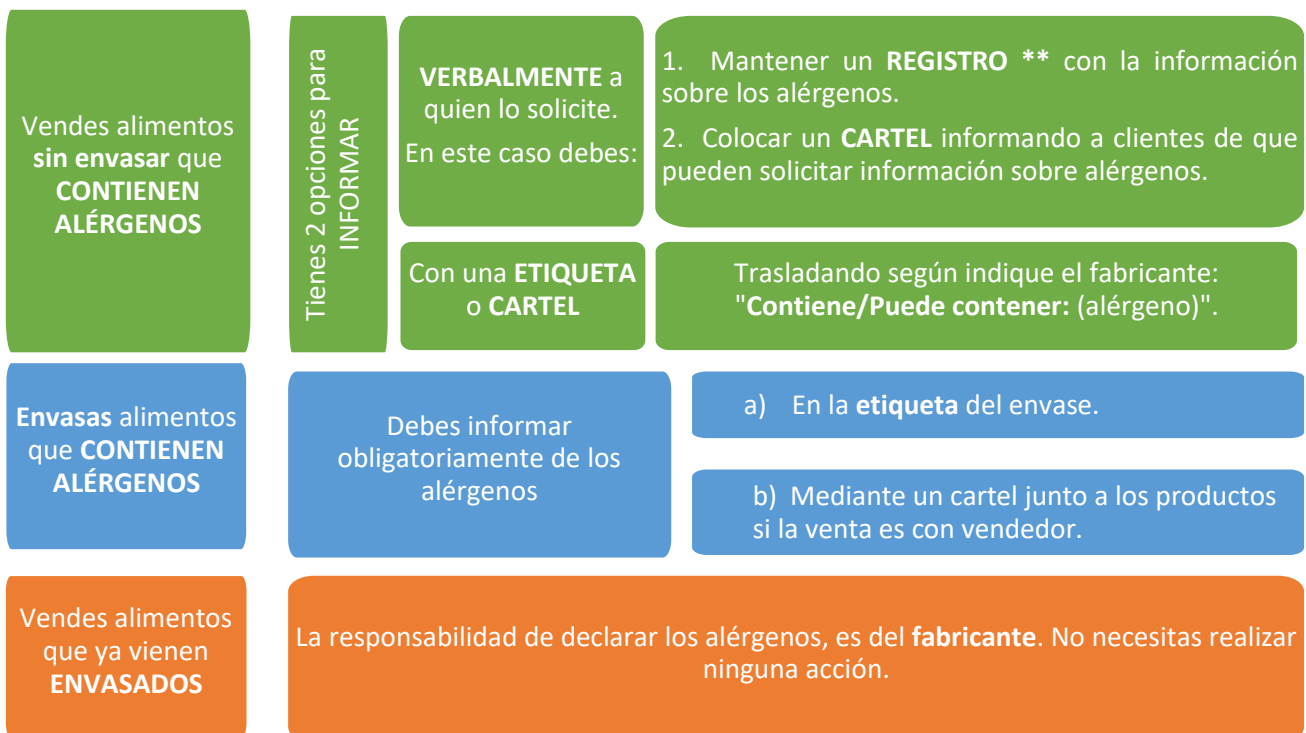 Vendes alimentos
sin envasar que
CONTIENEN
ALÉRGENOS
Tienes 2 opciones para
INFORMAR
VERBALMENTE a
quien lo solicite.
En este caso debes:
1. Mantener un REGISTRO ** con la información
sobre los alérgenos.
2. Colocar un CARTEL informando a clientes de que
pueden solicitar información sobre alérgenos.
Con una ETIQUETA
o CARTEL
Trasladando según indique el fabricante:
"Contiene/Puede contener: (alérgeno)".
Envasas alimentos
que CONTIENEN
ALÉRGENOS
Debes informar
obligatoriamente de los
alérgenos
a) En la etiqueta del envase.
b) Mediante un cartel junto a los productos
si la venta es con vendedor.
Vendes alimentos
que ya vienen
ENVASADOS
La responsabilidad de declarar los alérgenos, es del fabricante. No necesitas realizar
ninguna acción.